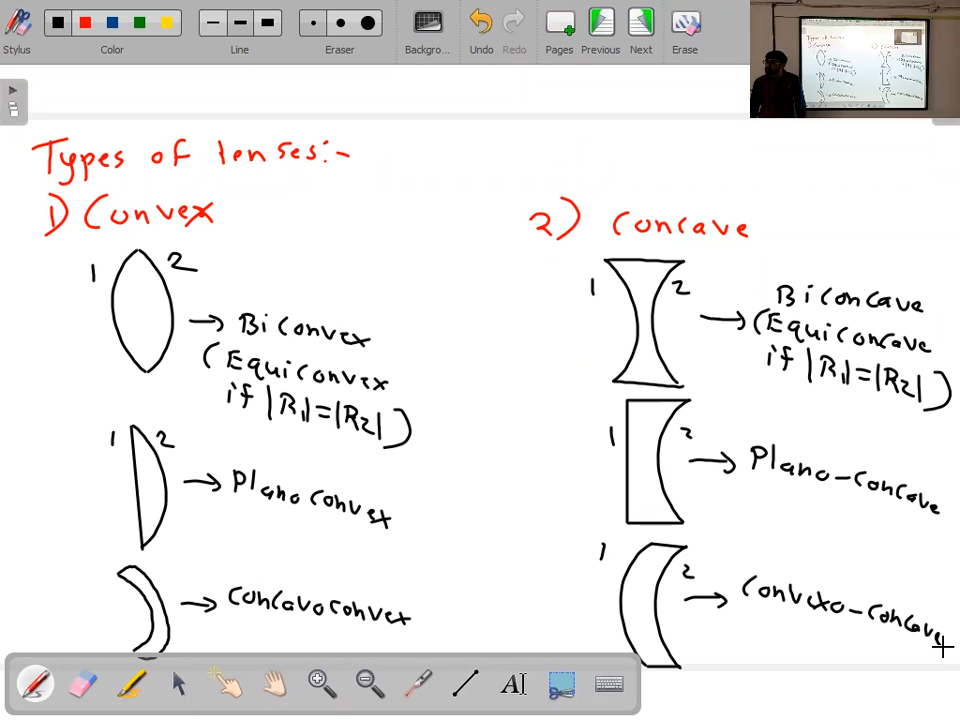 Stylus
Color
Line
Eraser
Backgro...
Undo
Redo
Pages
Previous
Next
Erase
Types of lenses:-
1) Convex
1 2
Biconvex
(Equiconvex
if |R1|=|R2|)
1 2
Planoconvex
Concavoconvex
2) Concave
1 2
Biconcave
(Equiconcave
if |R1|=|R2|)
1 2
Plano-concave
1 2
Convexo-concave
A